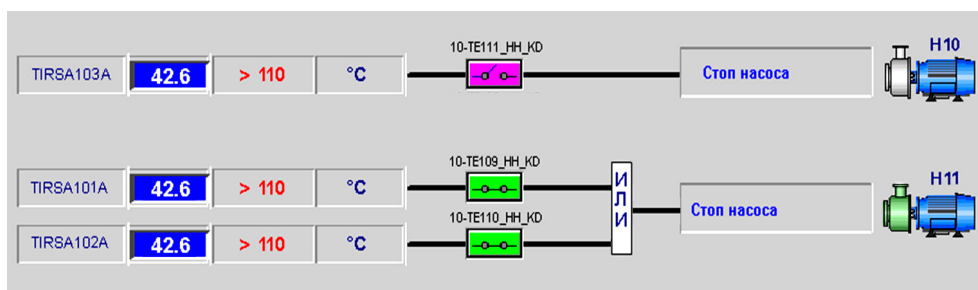 10-TE111_HH_KD
H10
TIRSA103A 42.6 > 110 °C Стоп насоса
10-TE109_HH_KD
H11
TIRSA101A 42.6 > 110 °C
ИЛИ
Стоп насоса
10-TE110_HH_KD
TIRSA102A 42.6 > 110 °C